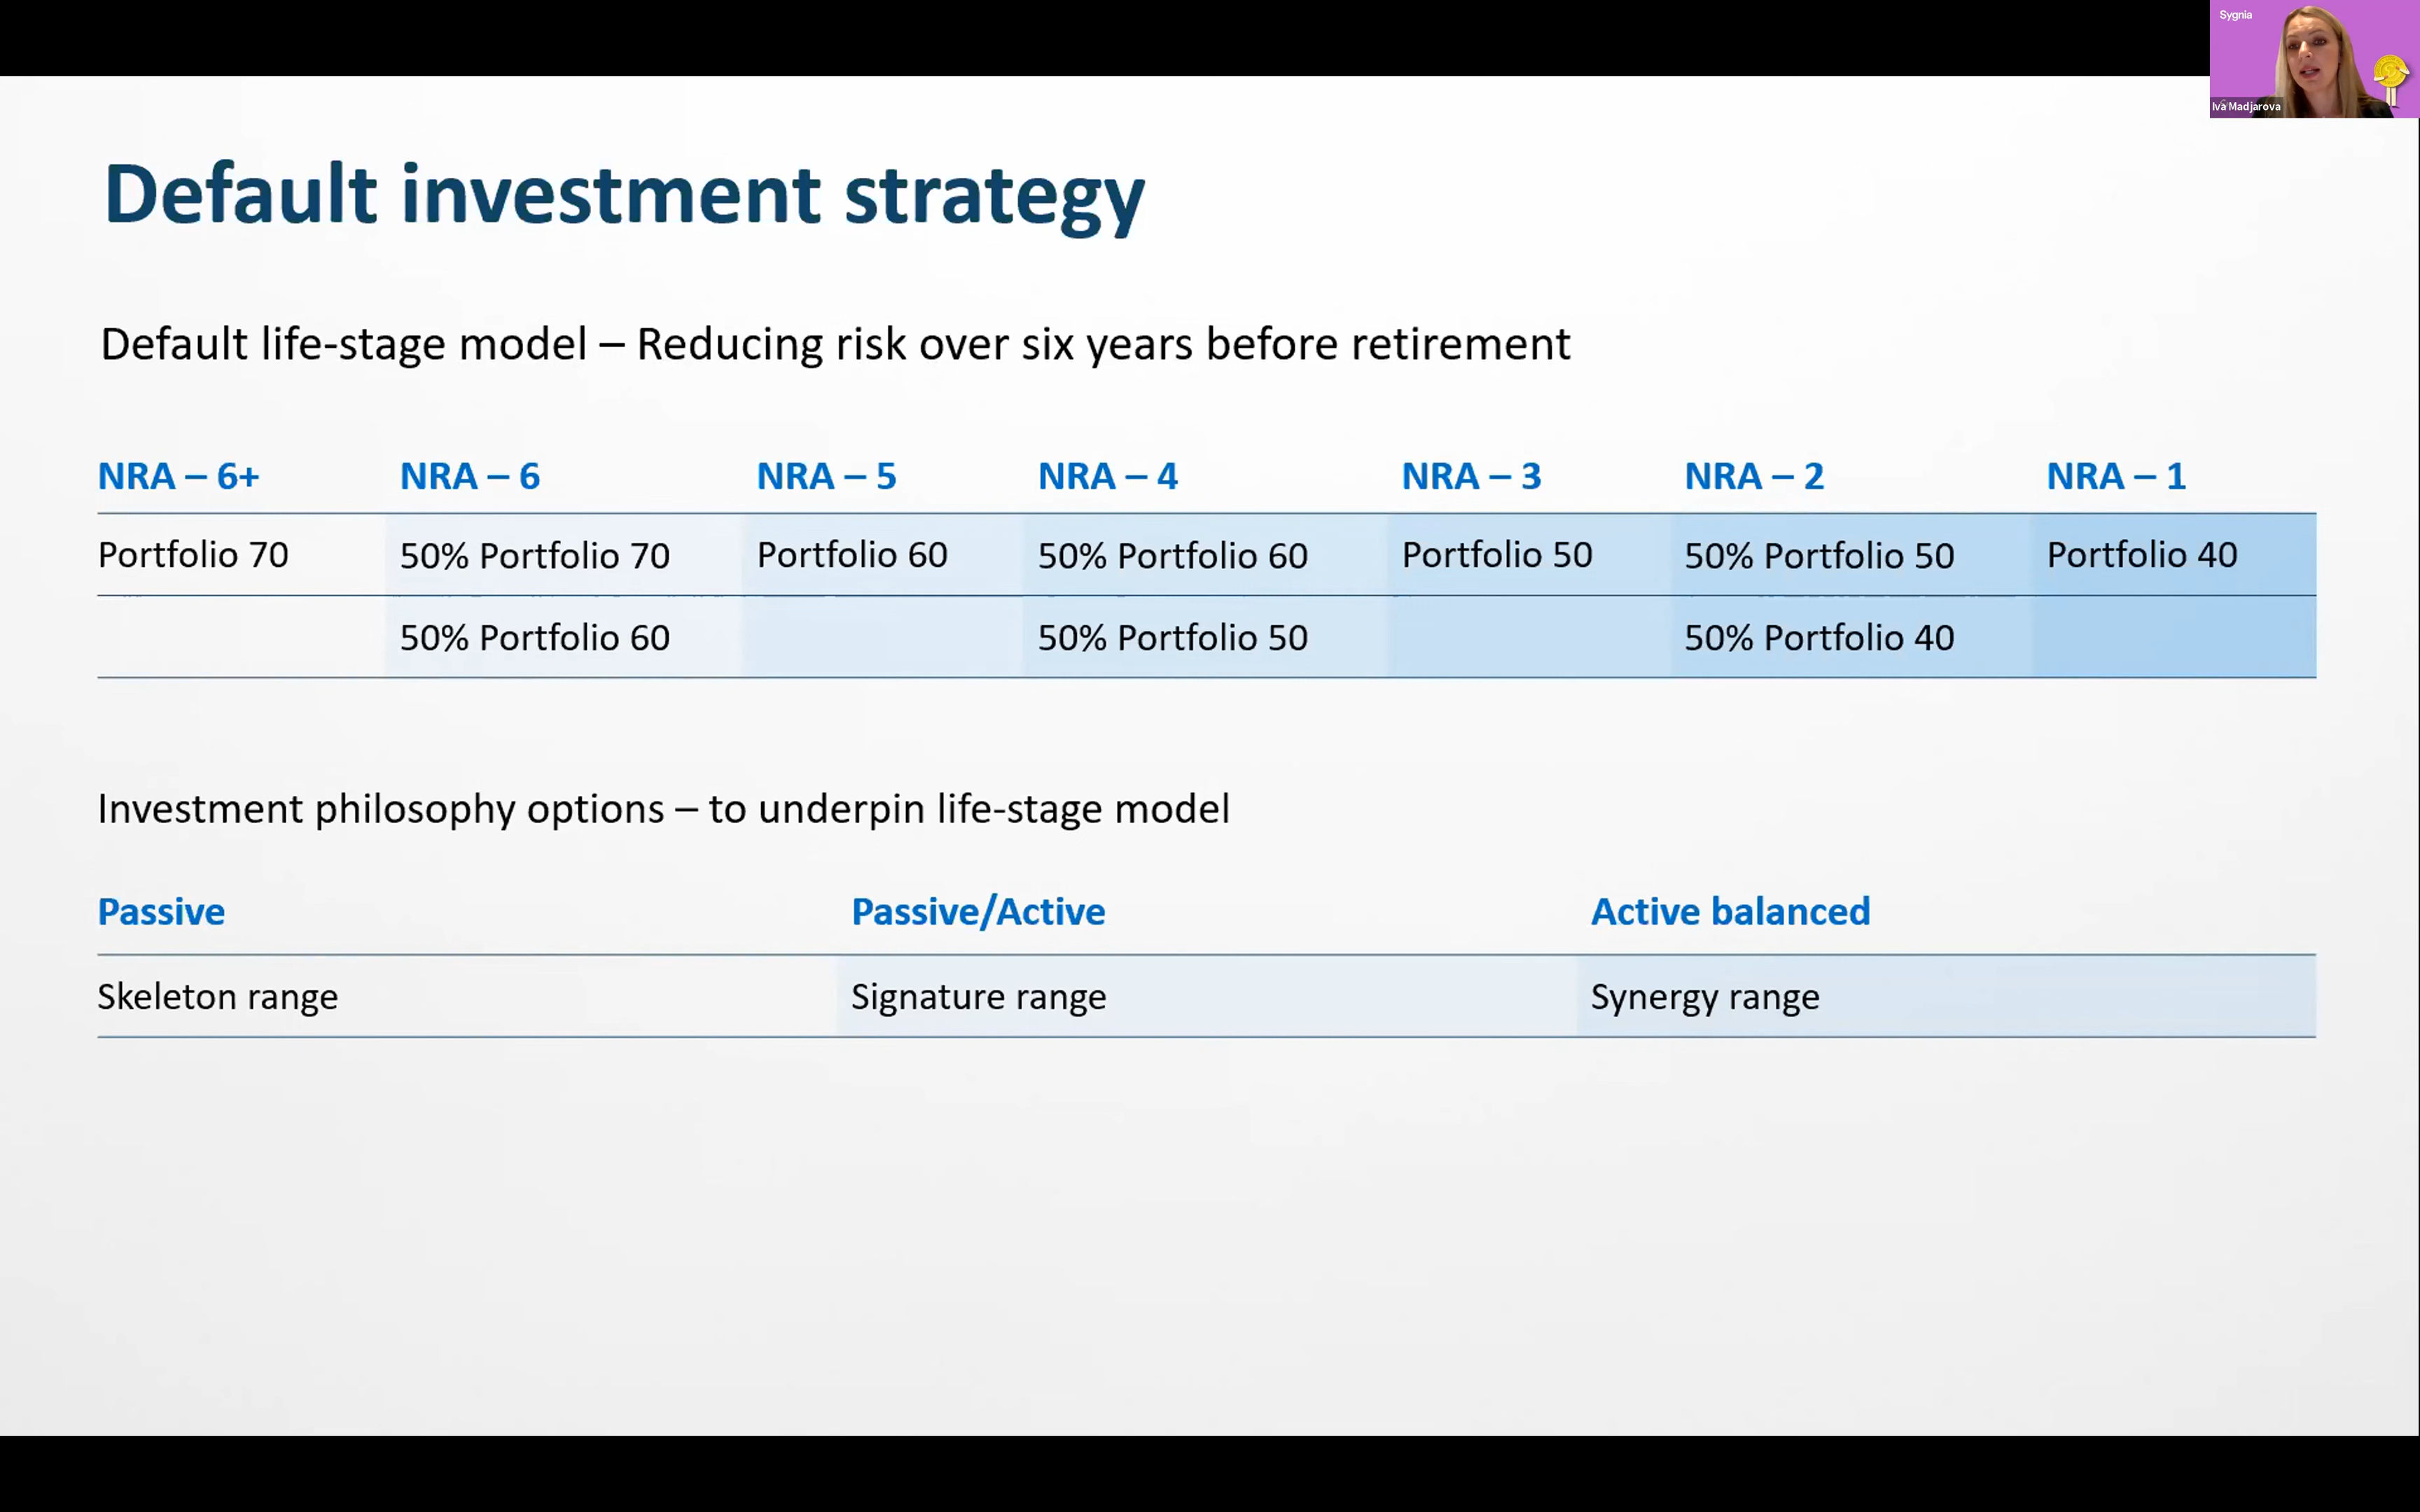 Sygnia
Iva Madjarova
Default investment strategy
Default life-stage model – Reducing risk over six years before retirement
NRA – 6+ NRA – 6 NRA – 5 NRA – 4 NRA – 3 NRA – 2 NRA – 1
Portfolio 70 50% Portfolio 70 Portfolio 60 50% Portfolio 60 Portfolio 50 50% Portfolio 50 Portfolio 40
50% Portfolio 60 50% Portfolio 50 50% Portfolio 40
Investment philosophy options – to underpin life-stage model
Passive Passive/Active Active balanced
Skeleton range Signature range Synergy range